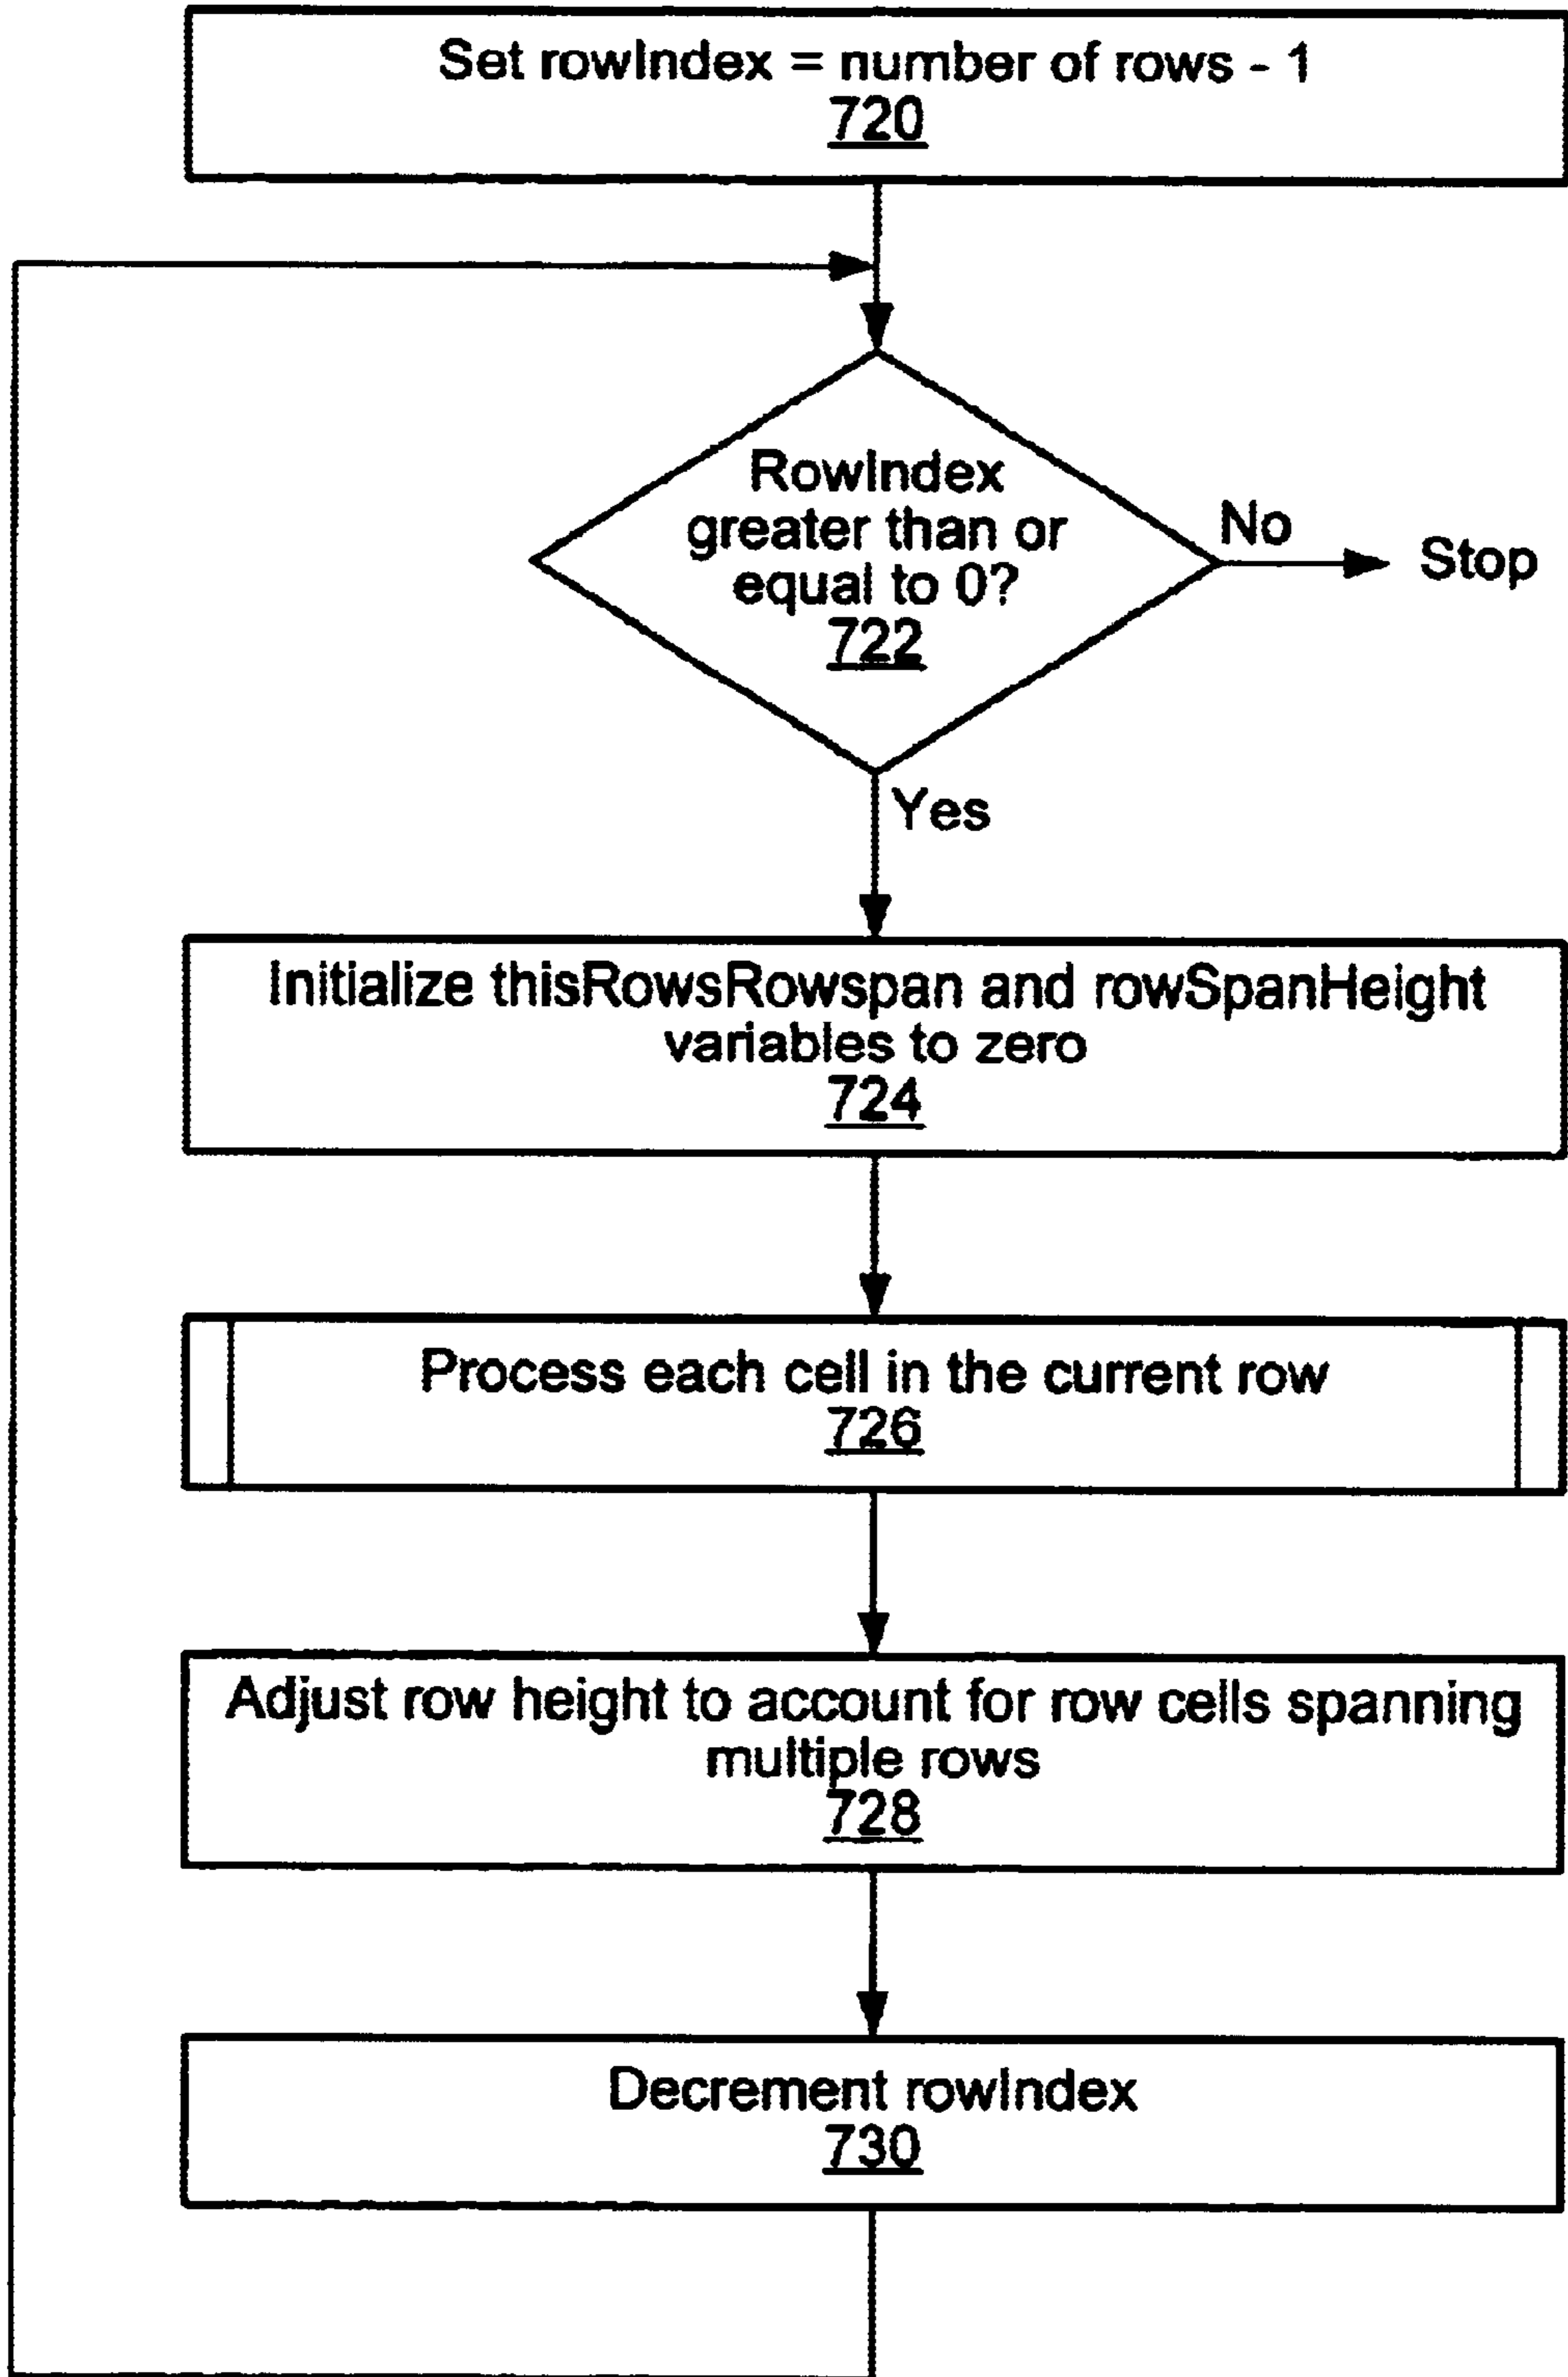 Set rowIndex = number of rows - 1
720
RowIndex
greater than or
equal to 0?
722
No
Stop
Yes
Initialize thisRowsRowspan and rowSpanHeight
variables to zero
724
Process each cell in the current row
726
Adjust row height to account for row cells spanning
multiple rows
728
Decrement rowIndex
730